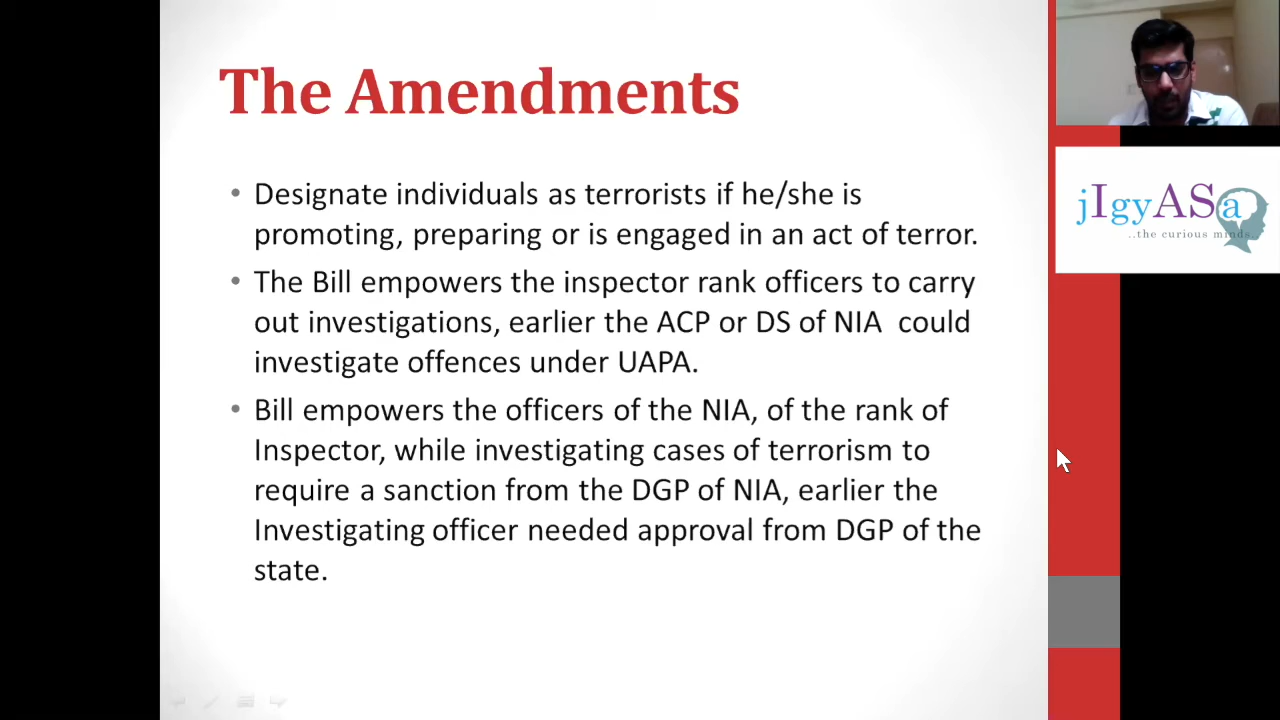 The Amendments
• Designate individuals as terrorists if he/she is
promoting, preparing or is engaged in an act of terror.
• The Bill empowers the inspector rank officers to carry
out investigations, earlier the ACP or DS of NIA could
investigate offences under UAPA.
• Bill empowers the officers of the NIA, of the rank of
Inspector, while investigating cases of terrorism to
require a sanction from the DGP of NIA, earlier the
Investigating officer needed approval from DGP of the
state.
jIgyASa
..the curious minds..